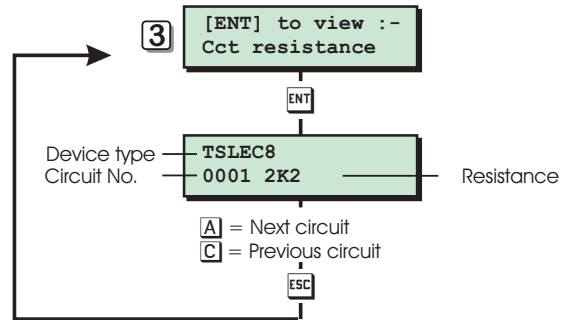 3
[ENT] to view :-
Cct resistance
ENT
Device type
TSLEC8
Circuit No.
0001 2K2
Resistance
A = Next circuit
C = Previous circuit
ESC